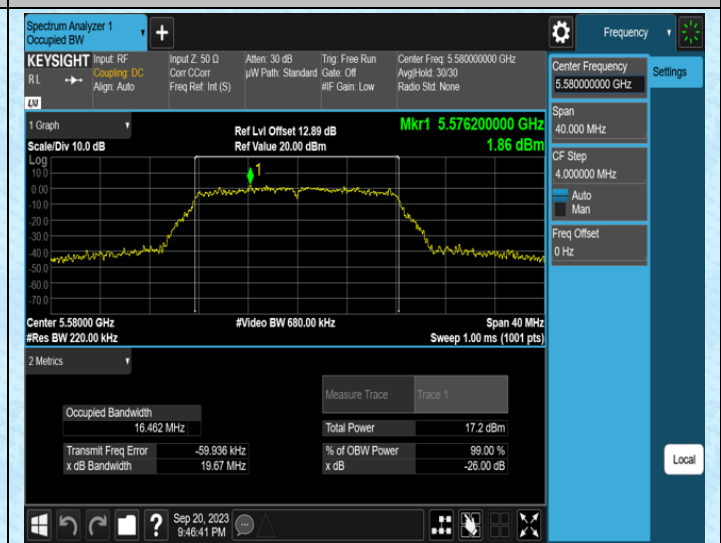 Spectrum Analyzer 1
Occupied BW
Frequency
KEYSIGHT
R L
LXI
Input: RF
Coupling: DC
Align: Auto
Input Z: 50 Ω
Corr CCorr
Freq Ref: Int (S)
Atten: 30 dB
µW Path: Standard
Trig: Free Run
Gate: Off
#IF Gain: Low
Center Freq: 5.580000000 GHz
Avg|Hold: 30/30
Radio Std: None
Center Frequency
5.580000000 GHz
Settings
Span
40.000 MHz
CF Step
4.000000 MHz
Auto
Man
Freq Offset
0 Hz
1 Graph
Scale/Div 10.0 dB
Ref Lvl Offset 12.89 dB
Ref Value 20.00 dBm
Mkr1 5.576200000 GHz
1.86 dBm
Log
10.0
0.00
-10.0
-20.0
-30.0
-40.0
-50.0
-60.0
-70.0
1
Center 5.58000 GHz
#Res BW 220.00 kHz
#Video BW 680.00 kHz
Span 40 MHz
Sweep 1.00 ms (1001 pts)
2 Metrics
Measure Trace
Trace 1
Occupied Bandwidth
16.462 MHz
Total Power
17.2 dBm
Transmit Freq Error
-59.936 kHz
% of OBW Power
99.00 %
x dB Bandwidth
19.67 MHz
x dB
-26.00 dB
Local
?
Sep 20, 2023
9:46:41 PM